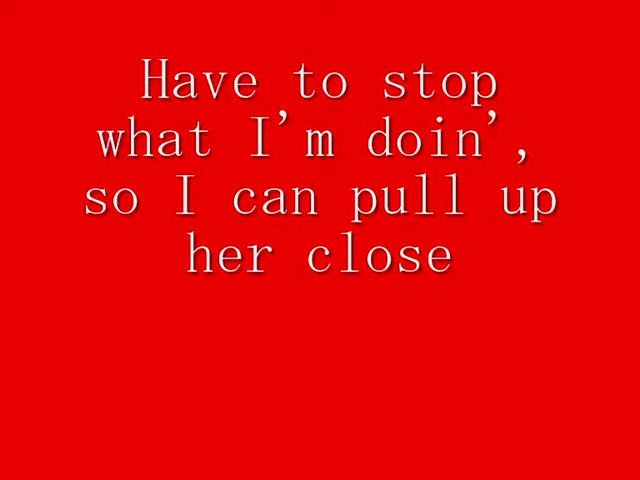 Have to stop
what I'm doin',
so I can pull up
her close